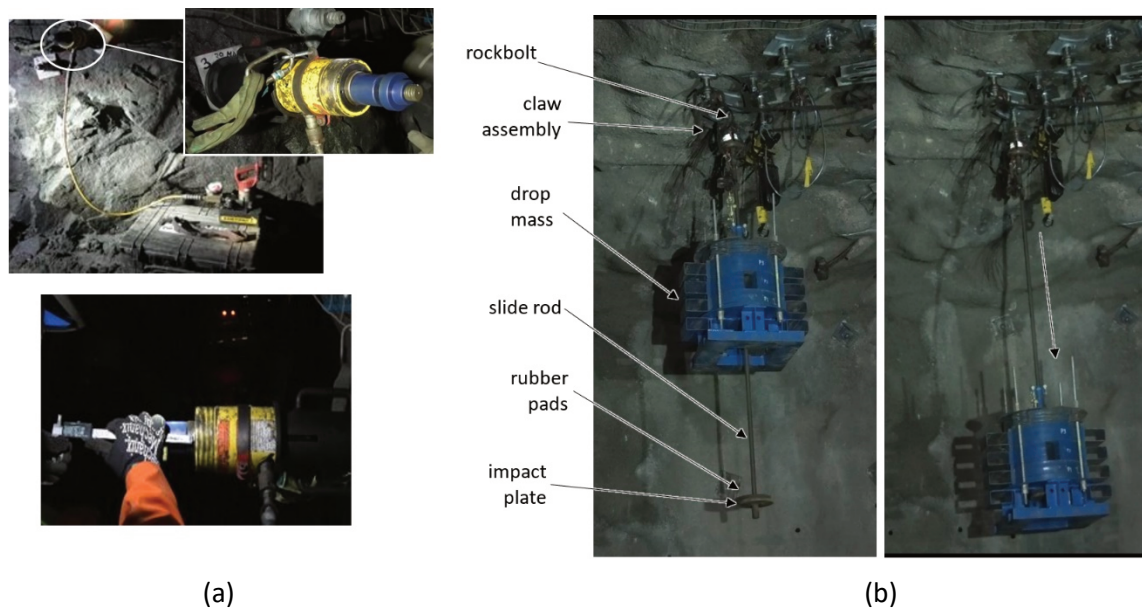 rockbolt
claw
assembly
drop
mass
slide rod
rubber
pads
impact
plate
(a)
(b)